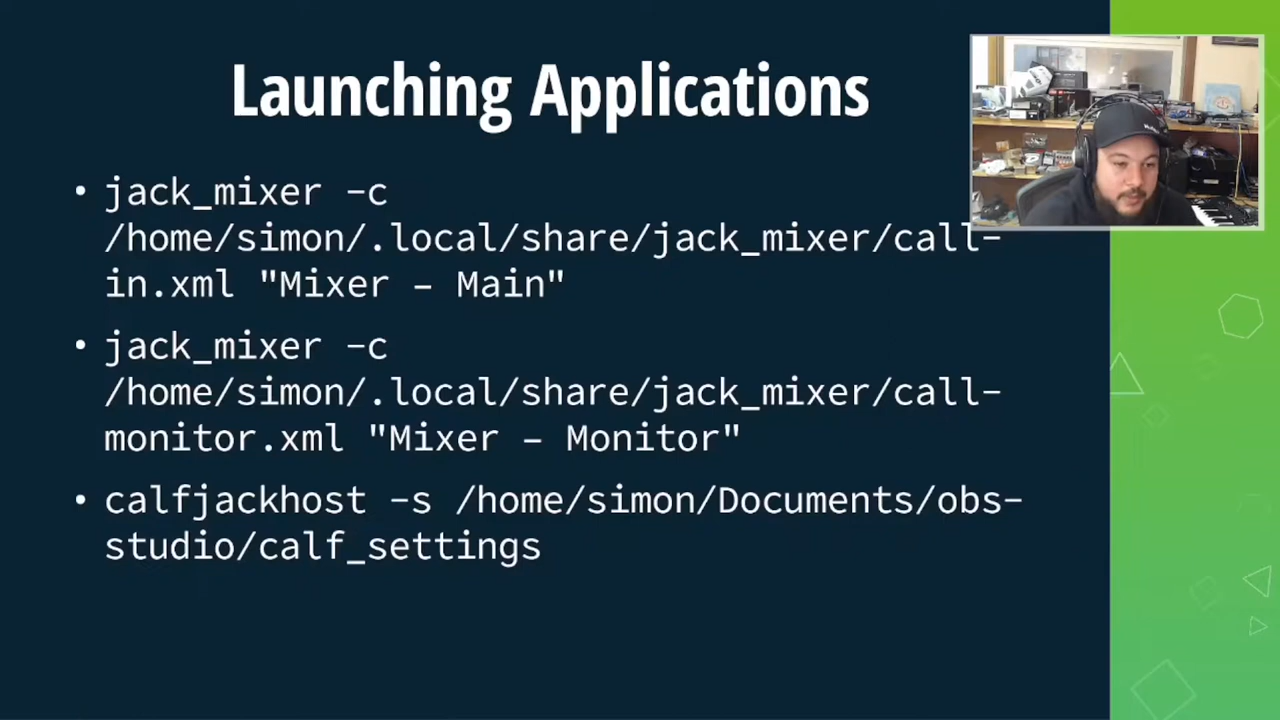 Launching Applications
• jack_mixer -c
/home/simon/.local/share/jack_mixer/call-
in.xml "Mixer – Main"
• jack_mixer -c
/home/simon/.local/share/jack_mixer/call-
monitor.xml "Mixer – Monitor"
• calfjackhost -s /home/simon/Documents/obs-
studio/calf_settings